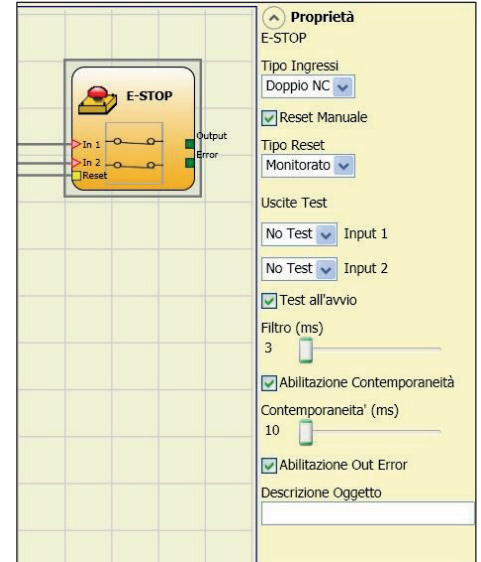 E-STOP
In 1
In 2
Reset
Output
Error
Proprietà
E-STOP
Tipo Ingressi
Doppio NC
Reset Manuale
Tipo Reset
Monitorato
Uscite Test
No Test Input 1
No Test Input 2
Test all'avvio
Filtro (ms)
3
Abilitazione Contemporaneità
Contemporaneita' (ms)
10
Abilitazione Out Error
Descrizione Oggetto